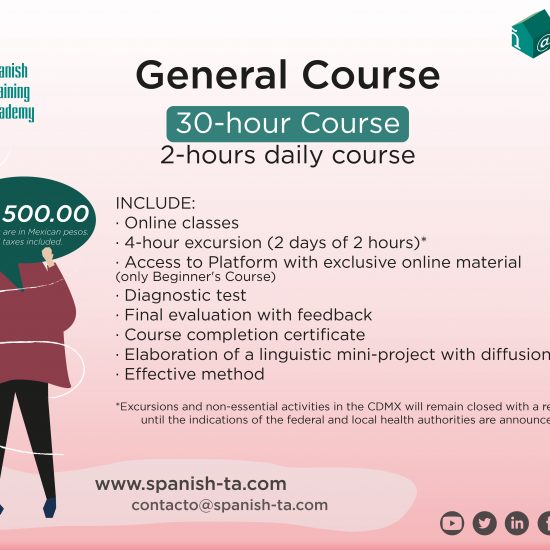 General Course
anish
aining
ademy
30-hour Course
2-hours daily course
500.00
are in Mexican pesos.
taxes included.
INCLUDE:
· Online classes
· 4-hour excursion (2 days of 2 hours)*
· Access to Platform with exclusive online material
(only Beginner's Course)
· Diagnostic test
· Final evaluation with feedback
· Course completion certificate
· Elaboration of a linguistic mini-project with diffusion
· Effective method
*Excursions and non-essential activities in the CDMX will remain closed with a re
until the indications of the federal and local health authorities are announce
www.spanish-ta.com
contacto@spanish-ta.com